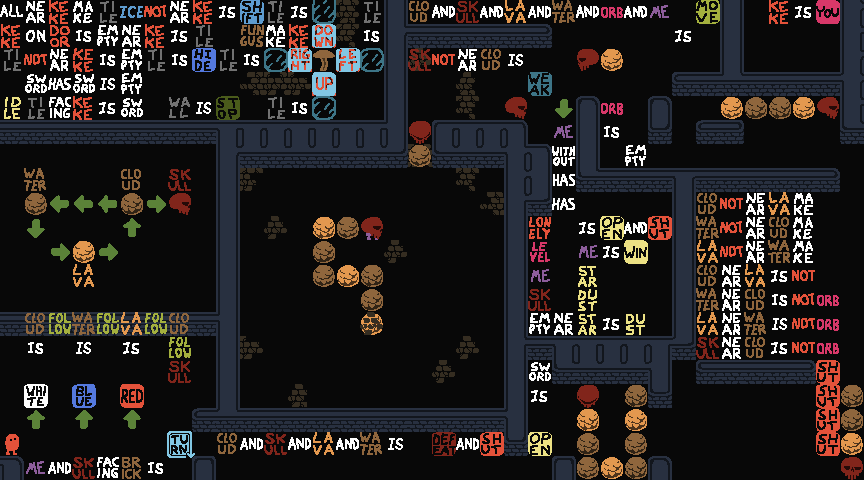 ALL NEAR KEKE MAKE TILE ICE NOT NEAR KEKE IS SHIFT TILE CLOUD AND SKULL AND LAVA AND WATER AND ORB AND ME MOVE KEKE IS YOU
KEKE ON DOOR IS EMPTY NEAR KEKE IS TILE FUNGUS MAKE KEKE DOWN IS IS
TILE NOT NEAR KEKE IS EMPTY TILE IS HIDE TILE IS RIGHT LEFT SKULL NOT NEAR CLOUD IS
SWORD HAS SWORD IS EMPTY UP WEAK
IDLE TILE FACING KEKE IS SWORD WALL IS STOP TILE IS ORB
ME IS
WITHOUT EMPTY
WATER CLOUD SKULL HAS
HAS CLOUD NOT NEAR LAVA MAKE
LONELY IS OPEN AND SHUT WATER NOT NEAR CLOUD MAKE
LEVEL ME IS WIN LAVA NOT NEAR WATER MAKE
LAVA ME STAR CLOUD NEAR LAVA IS NOT
SKULL DUST WATER NEAR CLOUD IS NOT ORB
CLOUD FOLLOW WATER FOLLOW LAVA FOLLOW CLOUD EMPTY NEAR STAR IS DUST LAVA NEAR WATER IS NOT ORB
IS IS IS FOLLOW SKULL NEAR CLOUD IS NOT ORB
SKULL SWORD SHUT
WHITE BLUE RED IS SHUT
SHUT
TURN CLOUD AND SKULL AND LAVA AND WATER IS DEFEAT AND SHUT OPEN SHUT
ME AND SKULL FACING BRICK IS